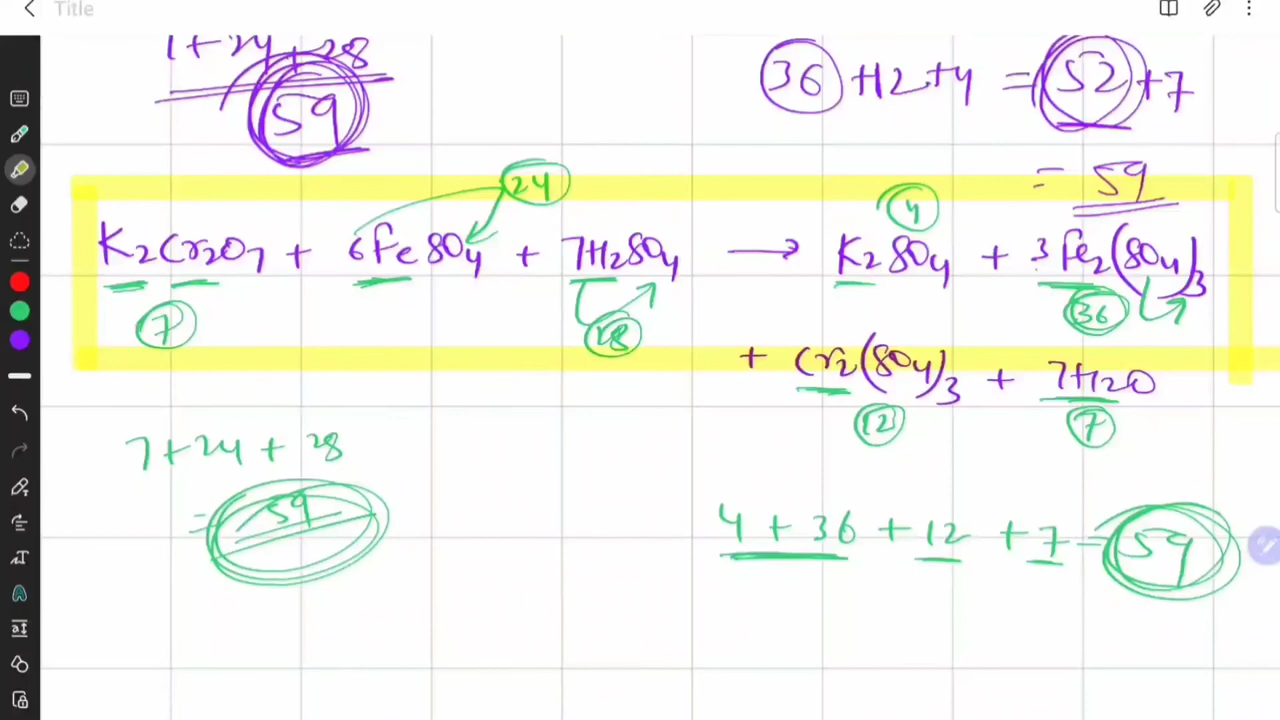 Title
1+24+28
59
36 +12+4 = 52 +7
= 59
24
4
K2Cr2O7 + 6FeSO4 + 7H2SO4 → K2SO4 + 3Fe2(SO4)3
7
28
36
+ Cr2(SO4)3 + 7H2O
12
7
7+24+28
= 59
4 + 36 + 12 + 7 = 59